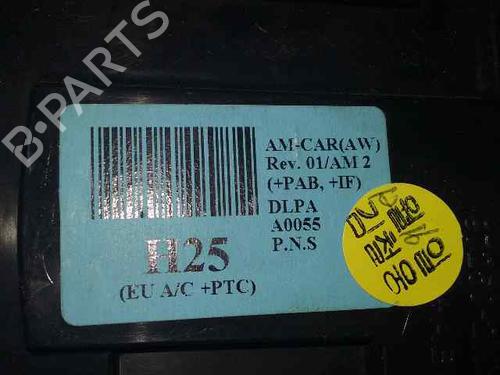 B-PARTS
AM-CAR(AW)
Rev. 01/AM 2
(+PAB, +IF)
DLPA
A0055
P.N.S
H25
(EU A/C +PTC)